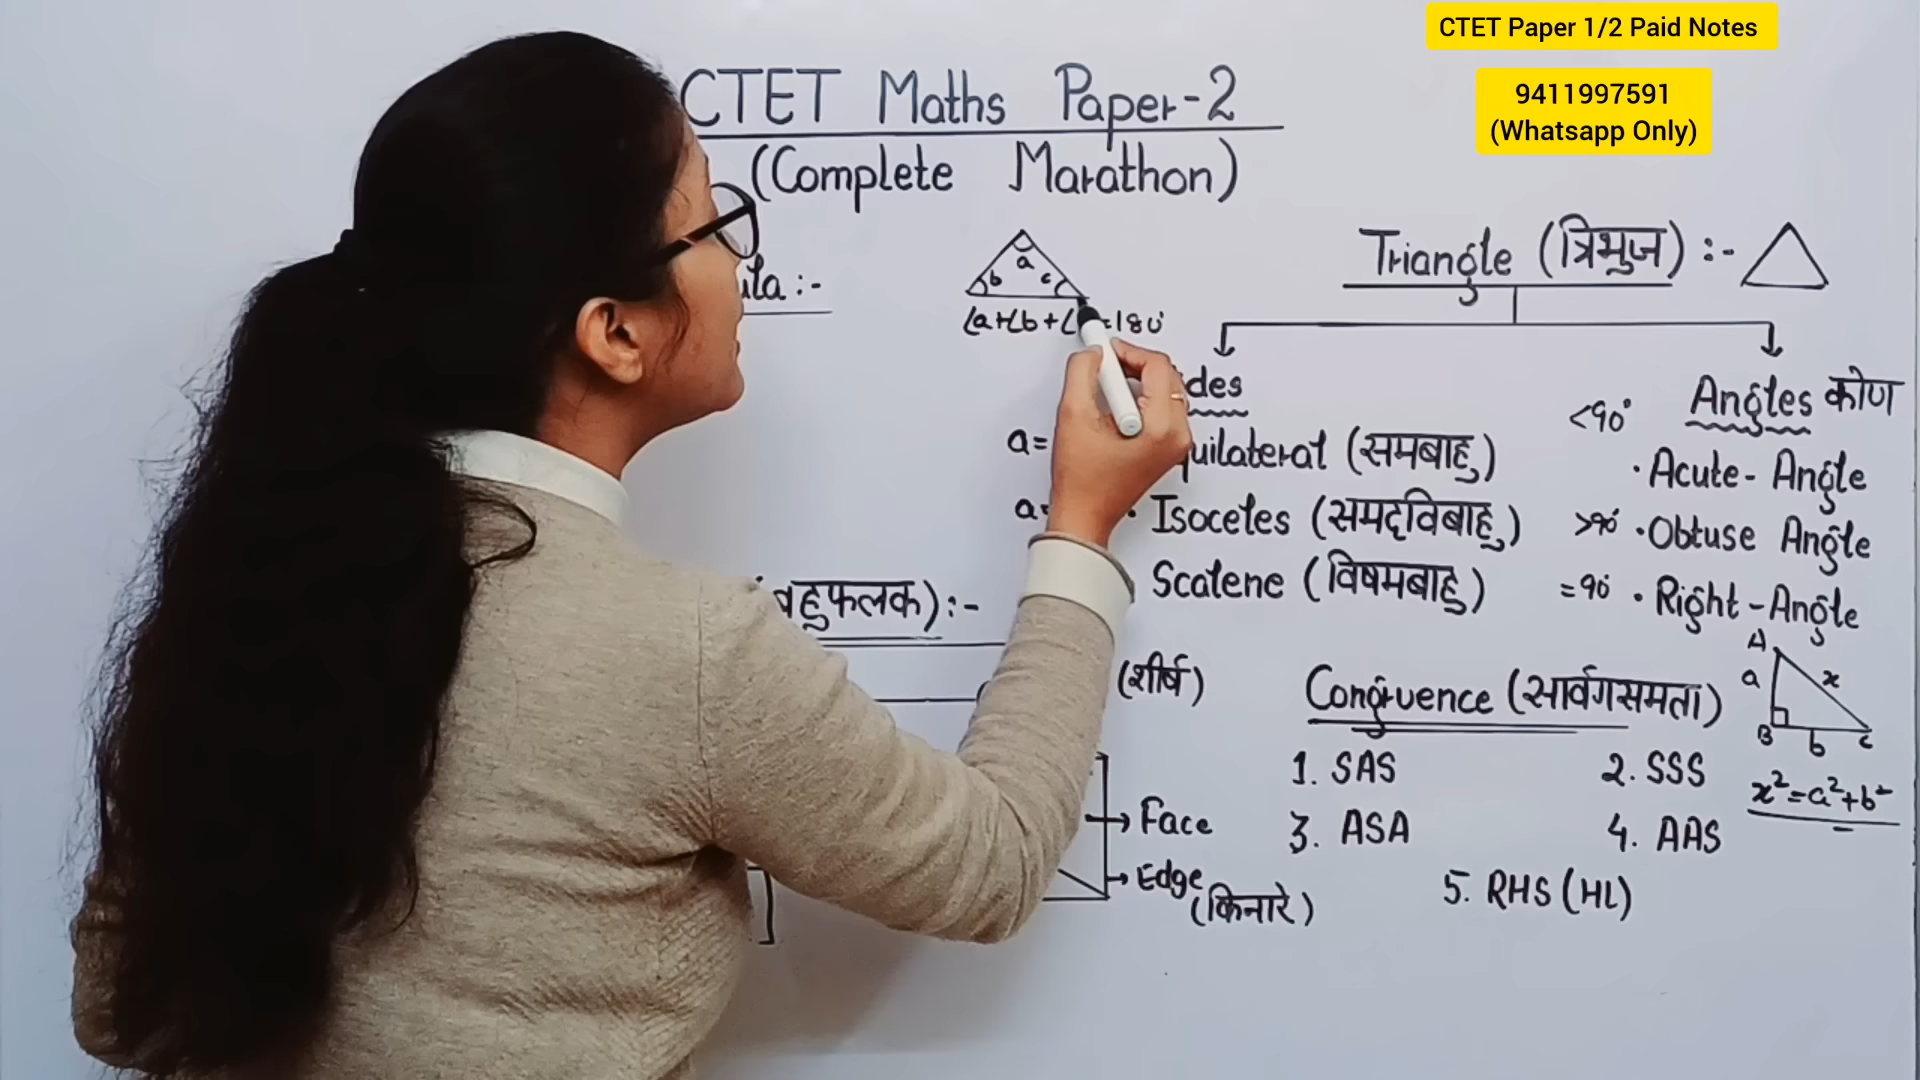 CTET Paper 1/2 Paid Notes
9411997591
(Whatsapp Only)
CTET Maths Paper-2
(Complete Marathon)
:-
a
b c
∠a+∠b+∠ =180°
Triangle (त्रिभुज) :-
des
a=
quilateral (समबाहु)
a=
• Isoceles (समद्विबाहु)
Scalene (विषमबाहु)
Angles कोण
<90° • Acute-Angle
>90° • Obtuse Angle
=90° • Right-Angle
A
a x
B b C
x²=a²+b²
(बहुफलक):-
(शीर्ष)
Face
Edge
(किनारे)
Congruence (सार्वगसमता)
1. SAS 2. SSS
3. ASA 4. AAS
5. RHS (HL)